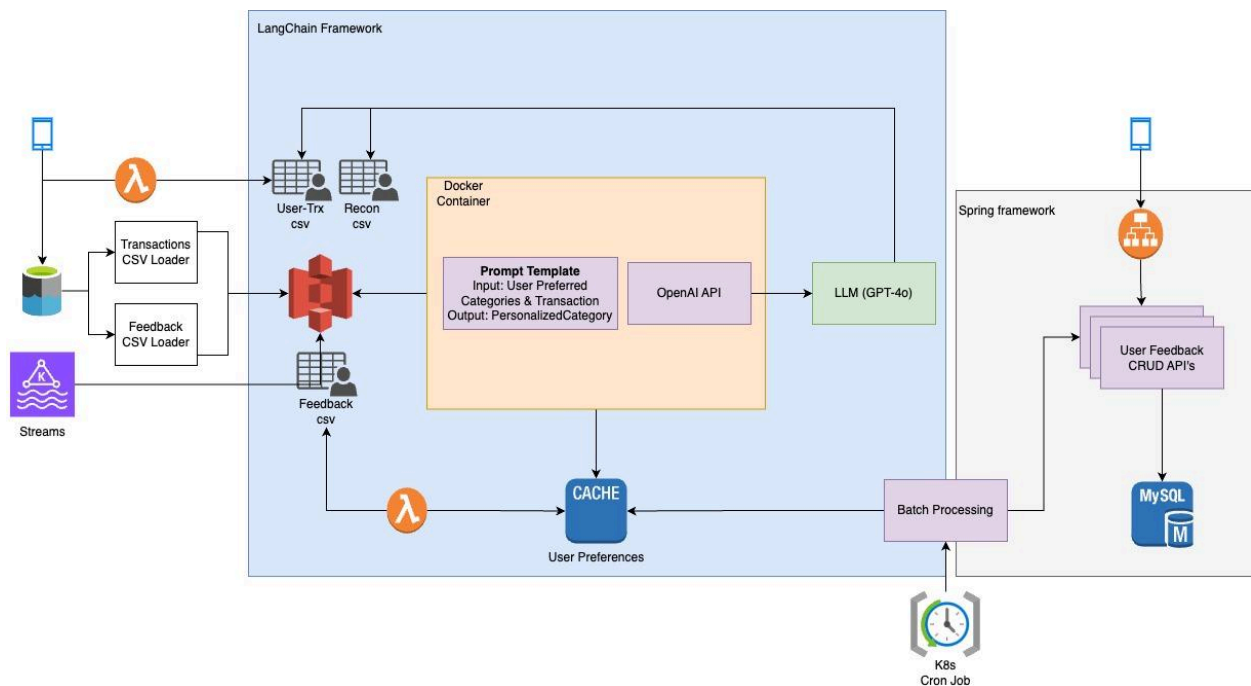 LangChain Framework
User-Trx
csv
Recon
csv
Docker
Container
Spring framework
Transactions
CSV Loader
Prompt Template
Input: User Preferred
Categories & Transaction
Output: PersonalizedCategory
OpenAI API
LLM (GPT-4o)
Feedback
CSV Loader
User Feedback
CRUD API's
K
Streams
Feedback
csv
CACHE
User Preferences
Batch Processing
MySQL
M
K8s
Cron Job